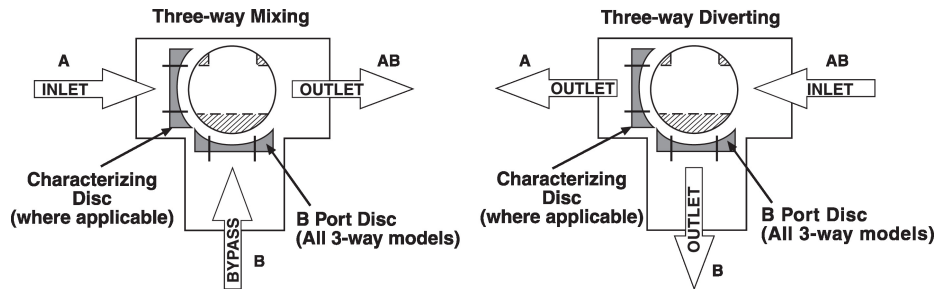 Three-way Mixing
A
INLET
AB
OUTLET
Characterizing
Disc
(where applicable)
BYPASS
B
B Port Disc
(All 3-way models)
Three-way Diverting
A
OUTLET
AB
INLET
Characterizing
Disc
(where applicable)
OUTLET
B
B Port Disc
(All 3-way models)